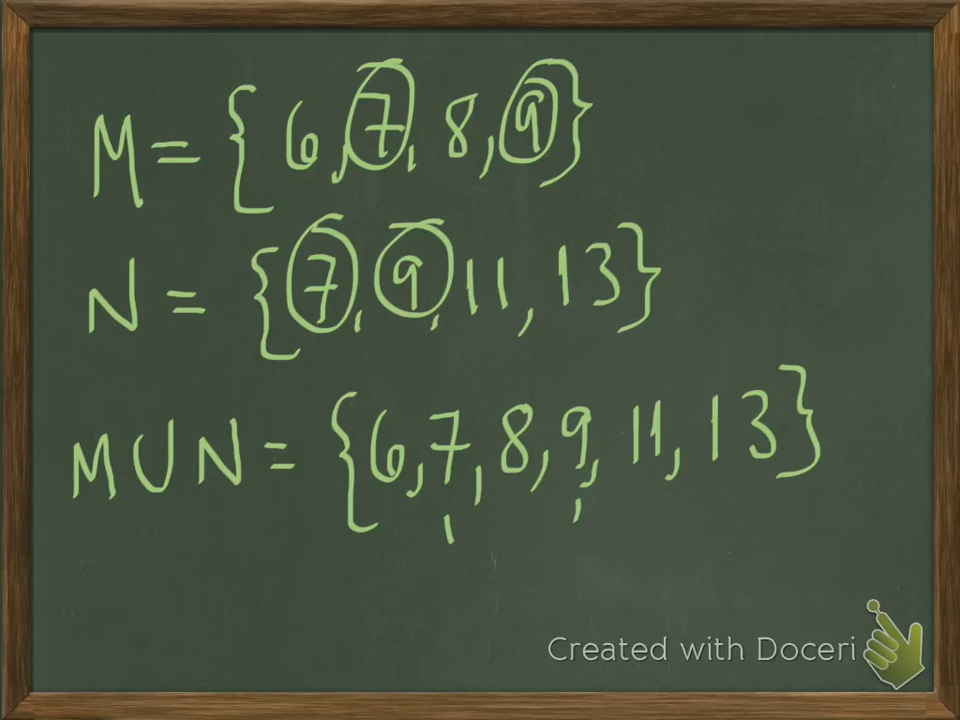 M = {6, 7, 8, 9}
N = {7, 9, 11, 13}
M U N = {6, 7, 8, 9, 11, 13}
Created with Doceri